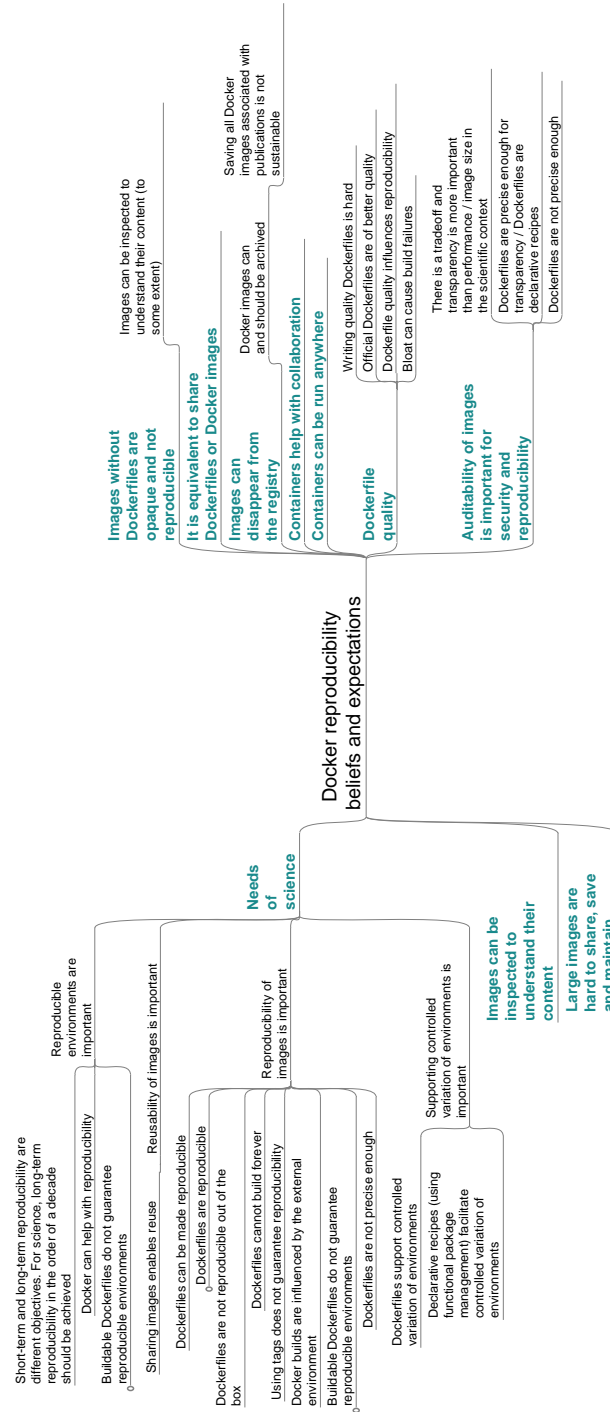 Docker reproducibility
beliefs and expectations
Needs
of
science
Reproducible
environments are
important
Short-term and long-term reproducibility are
different objectives. For science, long-term
reproducibility in the order of a decade
should be achieved
Docker can help with reproducibility
Buildable Dockerfiles do not guarantee
reproducible environments
Reusability of images is important
Sharing images enables reuse
Reproducibility of
images is important
Dockerfiles can be made reproducible
Dockerfiles are reproducible
Dockerfiles are not reproducible out of the
box
Dockerfiles cannot build forever
Using tags does not guarantee reproducibility
Docker builds are influenced by the external
environment
Buildable Dockerfiles do not guarantee
reproducible environments
Dockerfiles are not precise enough
Supporting controlled
variation of environments is
important
Dockerfiles support controlled
variation of environments
Declarative recipes (using
functional package
management) facilitate
controlled variation of
environments
Images can be
inspected to
understand their
content
Large images are
hard to share, save
and maintain
Images without
Dockerfiles are
opaque and not
reproducible
Images can be inspected to
understand their content (to
some extent)
It is equivalent to share
Dockerfiles or Docker images
Images can
disappear from
the registry
Docker images can
and should be archived
Saving all Docker
images associated with
publications is not
sustainable
Containers help with collaboration
Containers can be run anywhere
Dockerfile
quality
Writing quality Dockerfiles is hard
Official Dockerfiles are of better quality
Dockerfile quality influences reproducibility
Bloat can cause build failures
Auditability of images
is important for
security and
reproducibility
There is a tradeoff and
transparency is more important
than performance / image size in
the scientific context
Dockerfiles are precise enough for
transparency / Dockerfiles are
declarative recipes
Dockerfiles are not precise enough